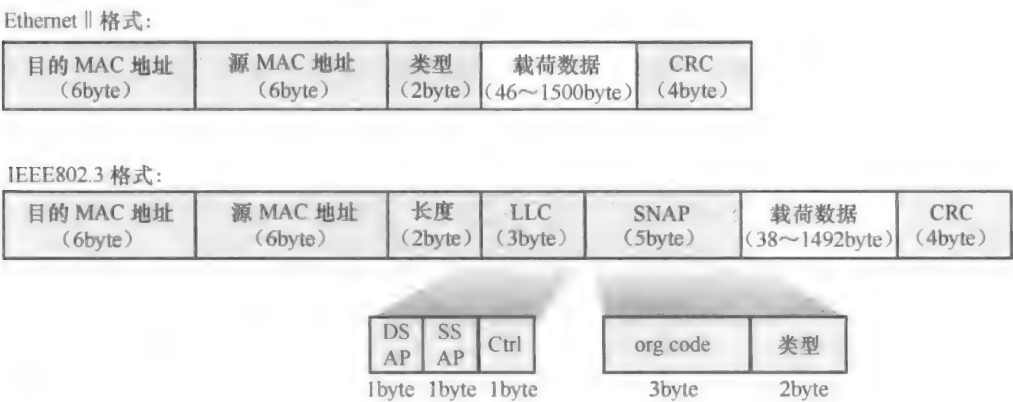 Ethernet Ⅱ 格式：
目的 MAC 地址 源 MAC 地址 类型 载荷数据 CRC
（6byte） （6byte） （2byte） （46～1500byte） （4byte）
IEEE802.3 格式：
目的 MAC 地址 源 MAC 地址 长度 LLC SNAP 载荷数据 CRC
（6byte） （6byte） （2byte） （3byte） （5byte） （38～1492byte） （4byte）
DS SS Ctrl org code 类型
AP AP
1byte 1byte 1byte 3byte 2byte